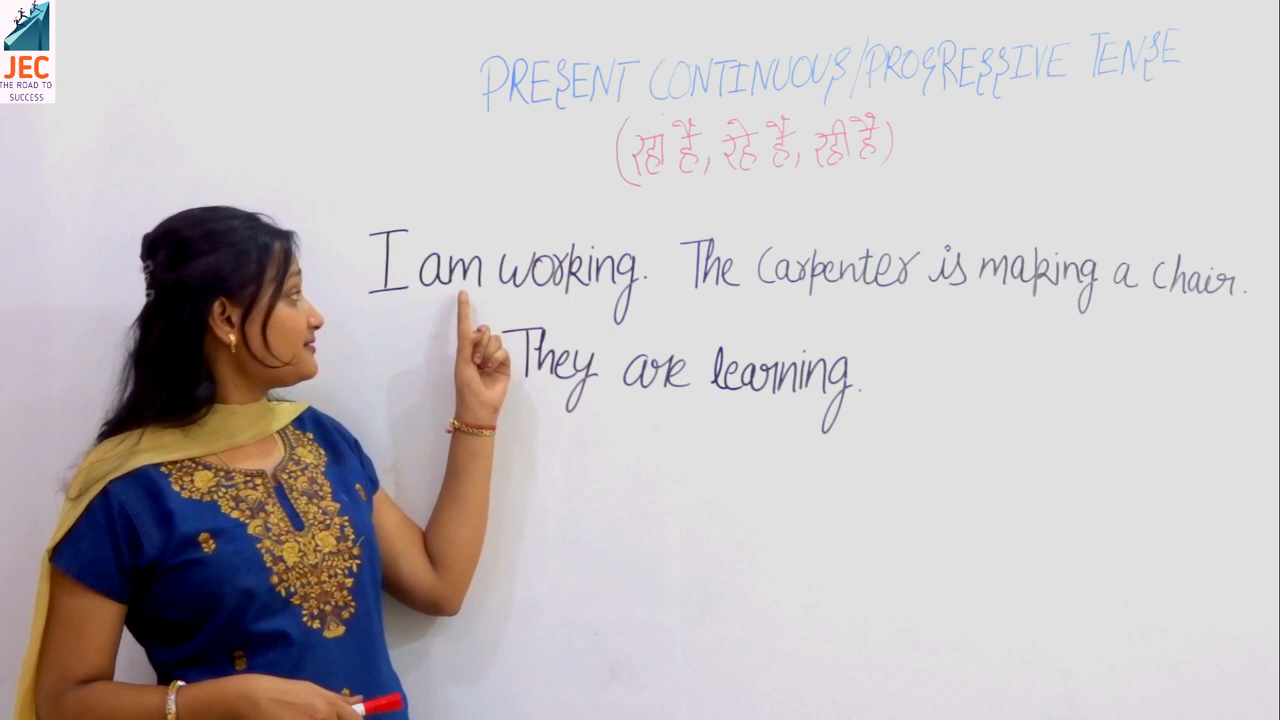 JEC
THE ROAD TO
SUCCESS
PRESENT CONTINUOUS/PROGRESSIVE TENSE
(रहा है, रहे हैं, रही है)
I am working. The Carpenter is making a chair.
They are learning.